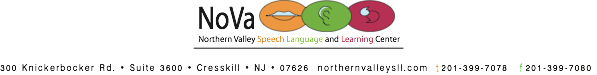 NoVa
Northern Valley Speech Language and Learning Center
300 Knickerbocker Rd. • Suite 3600 • Cresskill • NJ • 07626 northernvalleysll.com t 201-399-7078 f 201-399-7080